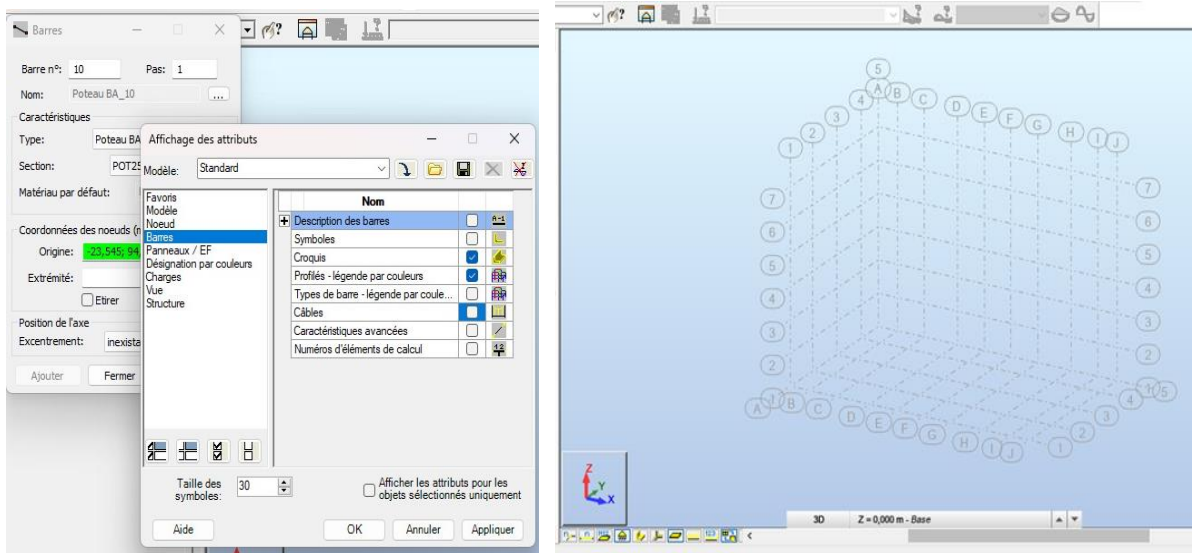 Barres
Barre n°: 10 Pas: 1
Nom: Poteau BA_10 ...
Caractéristiques
Type: Poteau BA
Section:
Matériau par défaut:
Coordonnées des noeuds
Origine: -23,545; 94,
Extrémité:
Etirer
Position de l'axe
Excentrement:
Ajouter Fermer
Affichage des attributs
Modèle: Standard
Favoris
Modèle
Noeud
Barres
Panneaux / EF
Désignation par couleurs
Charges
Vue
Structure
Nom
Description des barres
Symboles
Croquis
Profilés - légende par couleurs
Types de barre - légende par coule...
Câbles
Caractéristiques avancées
Numéros d'éléments de calcul
Taille des symboles: 30
Afficher les attributs pour les
objets sélectionnés uniquement
Aide OK Annuler Appliquer
5
4 A B C D E F G H I J
3
2
1
7 7
6 6
5 5
4 4
3 3
2 2
A B C D E F G H I J 1 2 3 4 5
Z
Y
X
3D Z = 0,000 m - Base